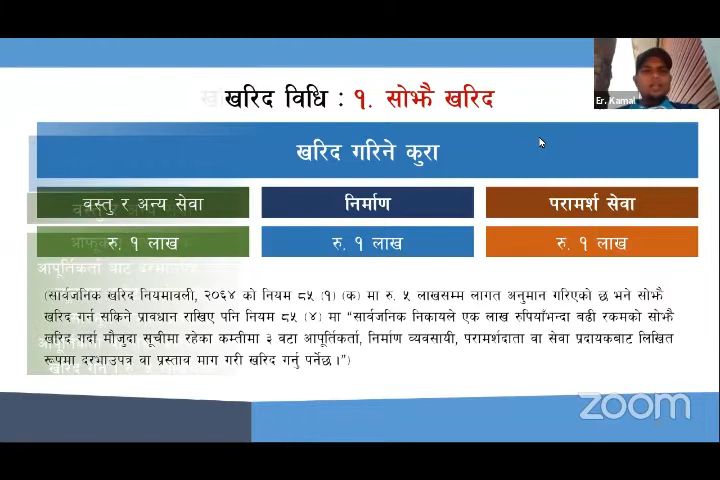 Er. Kamal
खरिद विधि : १. सोझै खरिद
खरिद गरिने कुरा
वस्तु र अन्य सेवा
निर्माण
परामर्श सेवा
रु. १ लाख
रु. १ लाख
रु. १ लाख
(सार्वजनिक खरिद नियमावली, २०६४ को नियम ८५ (१) (क) मा रु. ५ लाखसम्म लागत अनुमान गरिएको छ भने सोझै
खरिद गर्न सकिने प्रावधान राखिए पनि नियम ८५ (४) मा “सार्वजनिक निकायले एक लाख रुपियाँभन्दा बढी रकमको सोझै
खरिद गर्दा मौजुदा सूचीमा रहेका कम्तीमा ३ वटा आपूर्तिकर्ता, निर्माण व्यवसायी, परामर्शदाता वा सेवा प्रदायकबाट लिखित
रूपमा दरभाउपत्र वा प्रस्ताव माग गरी खरिद गर्नु पर्नेछ ।”)
zoom